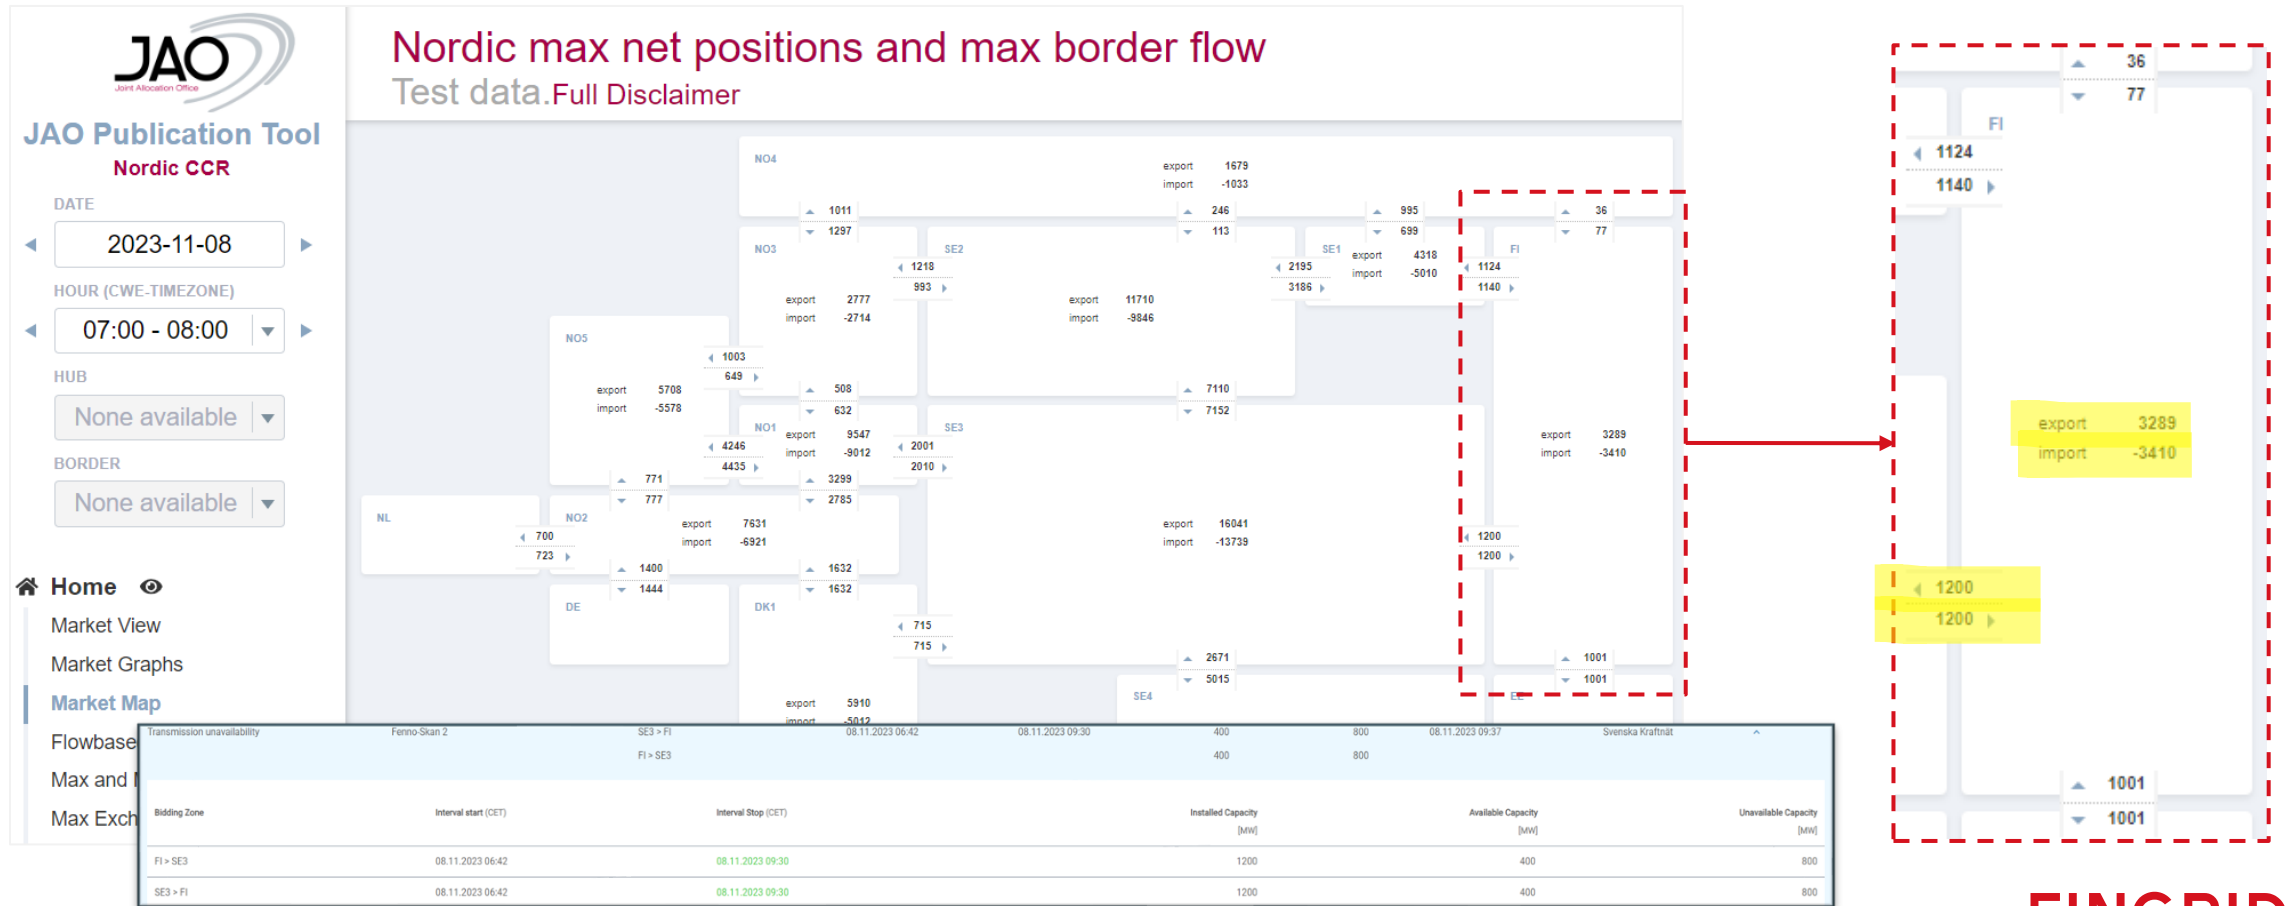 JAO
Joint Allocation Office
JAO Publication Tool
Nordic CCR
DATE
2023-11-08
HOUR (CWE-TIMEZONE)
07:00 - 08:00
HUB
None available
BORDER
None available
Home
Market View
Market Graphs
Market Map
Flowbase
Max and
Max Exch
Nordic max net positions and max border flow
Test data.Full Disclaimer
NO4
export 1679
import -1033
1011
1297
246
113
995
699
36
77
NO3
export 2777
import -2714
1218
993
SE2
export 11710
import -9846
2195
3186
SE1
export 4318
import -5010
1124
1140
FI
export 3289
import -3410
NO5
export 5708
import -5578
1003
649
508
632
7110
7152
NO1
export 9547
import -9012
4246
4435
2001
2010
SE3
export 16041
import -13739
771
777
3299
2785
NL
700
723
NO2
export 7631
import -6921
1200
1200
1400
1444
1632
1632
DE
DK1
export 5910
import -5012
715
715
2671
5015
1001
1001
SE4
EE
Transmission unavailability Fenno-Skan 2 SE3 > FI 08.11.2023 06:42 08.11.2023 09:30 400 800 08.11.2023 09:37 Svenska Kraftnät
FI > SE3 400 800
Bidding Zone Interval start (CET) Interval Stop (CET) Installed Capacity Available Capacity Unavailable Capacity
[MW] [MW] [MW]
FI > SE3 08.11.2023 06:42 08.11.2023 09:30 1200 400 800
SE3 > FI 08.11.2023 06:42 08.11.2023 09:30 1200 400 800
36
77
FI
1124
1140
export 3289
import -3410
1200
1200
1001
1001
FINGRID